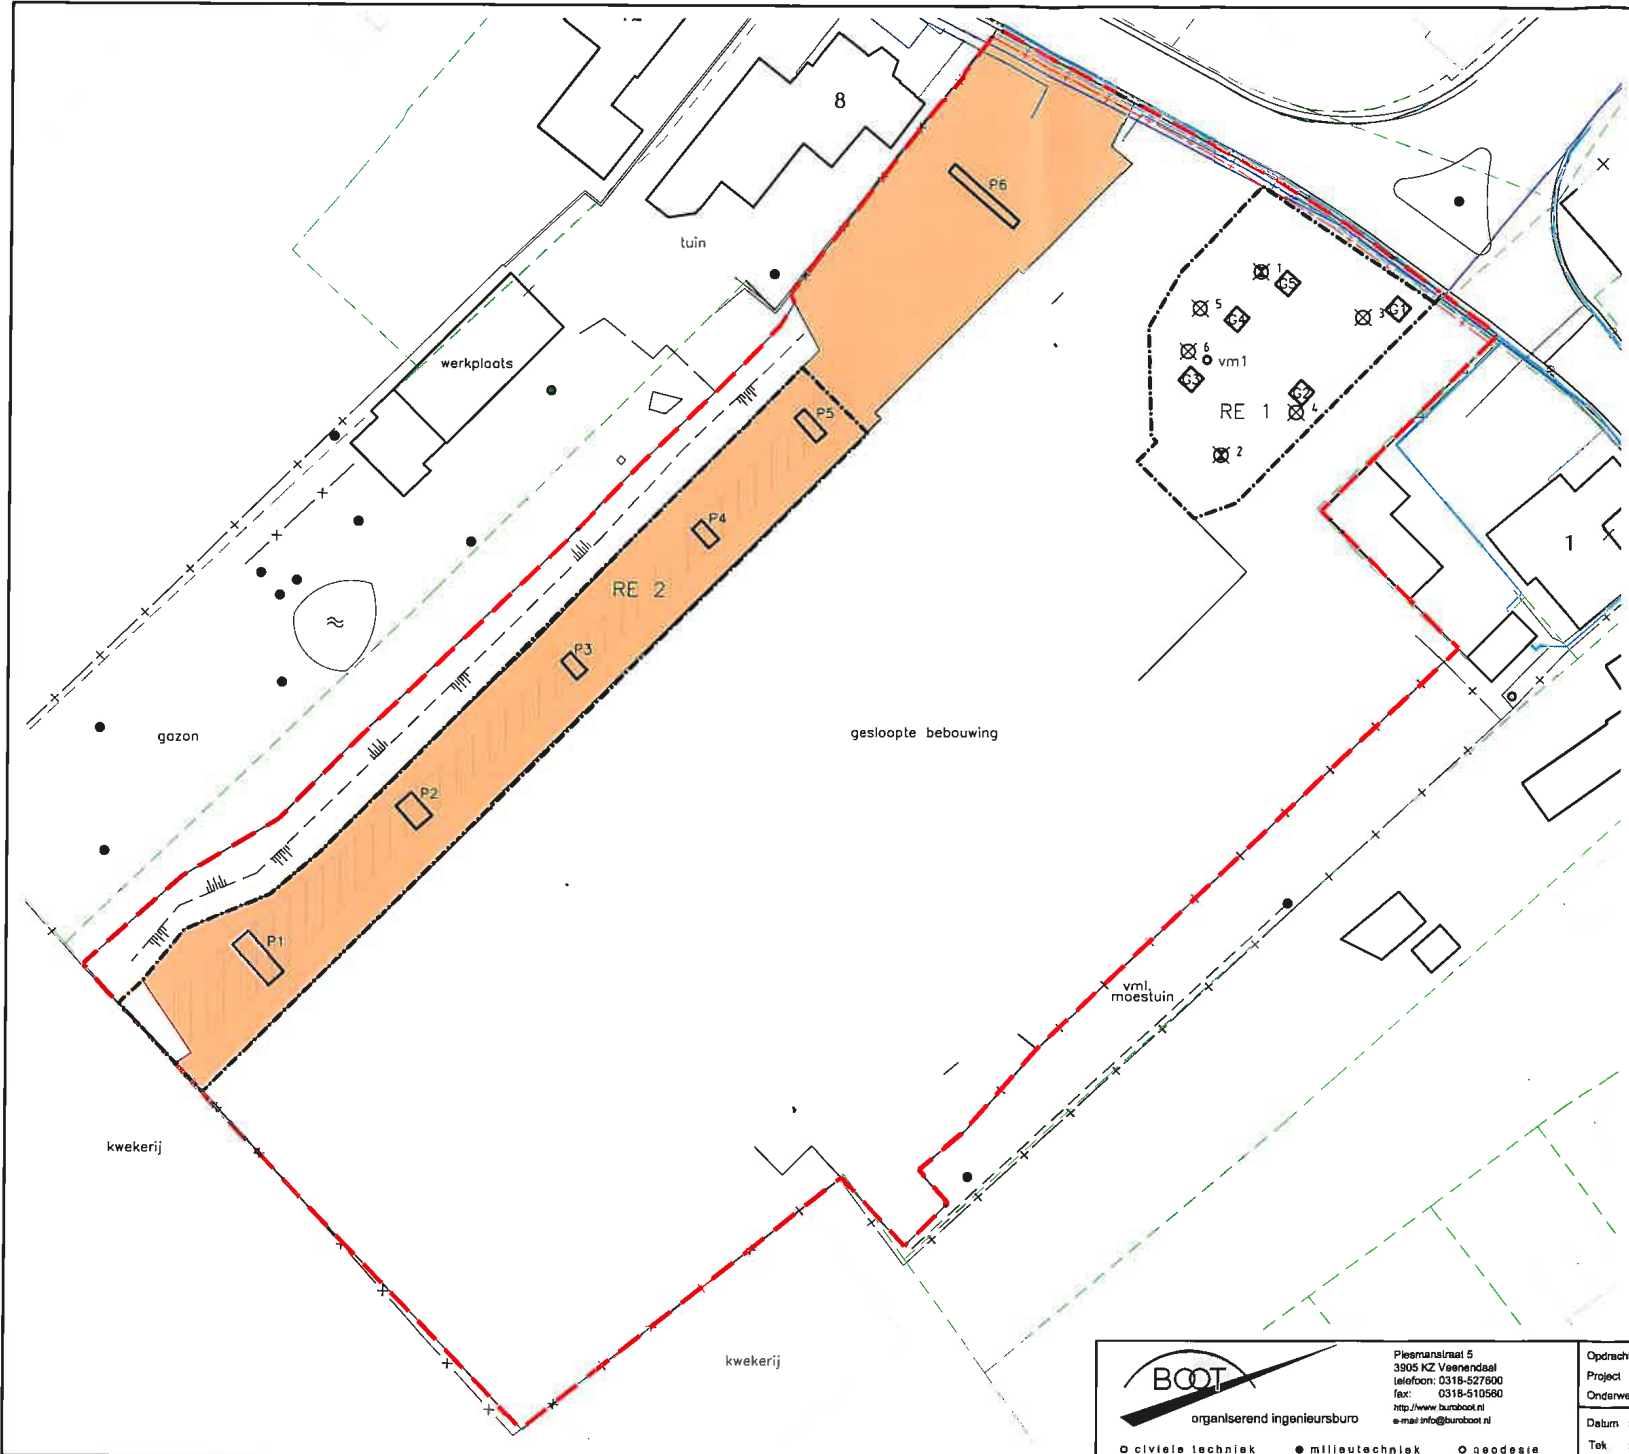 8
P6
tuin
1
G5
5
G4
3
G1
6
vm1
G3
G2
4
RE 1
2
werkplaats
P5
P4
RE 2
P3
1
gazon
P2
gesloopte bebouwing
P1
vml.
moestuin
kwekerij
kwekerij
BOOT
organiserend ingenieursburo
Plesmanstraat 5
3905 KZ Veenendaal
telefoon: 0318-527600
fax: 0318-510560
http://www.buroboot.nl
e-mail:info@buroboot.nl
civiele techniek
milieutechniek
geodesie
Opdracht
Project
Onderwe
Datum
Tek